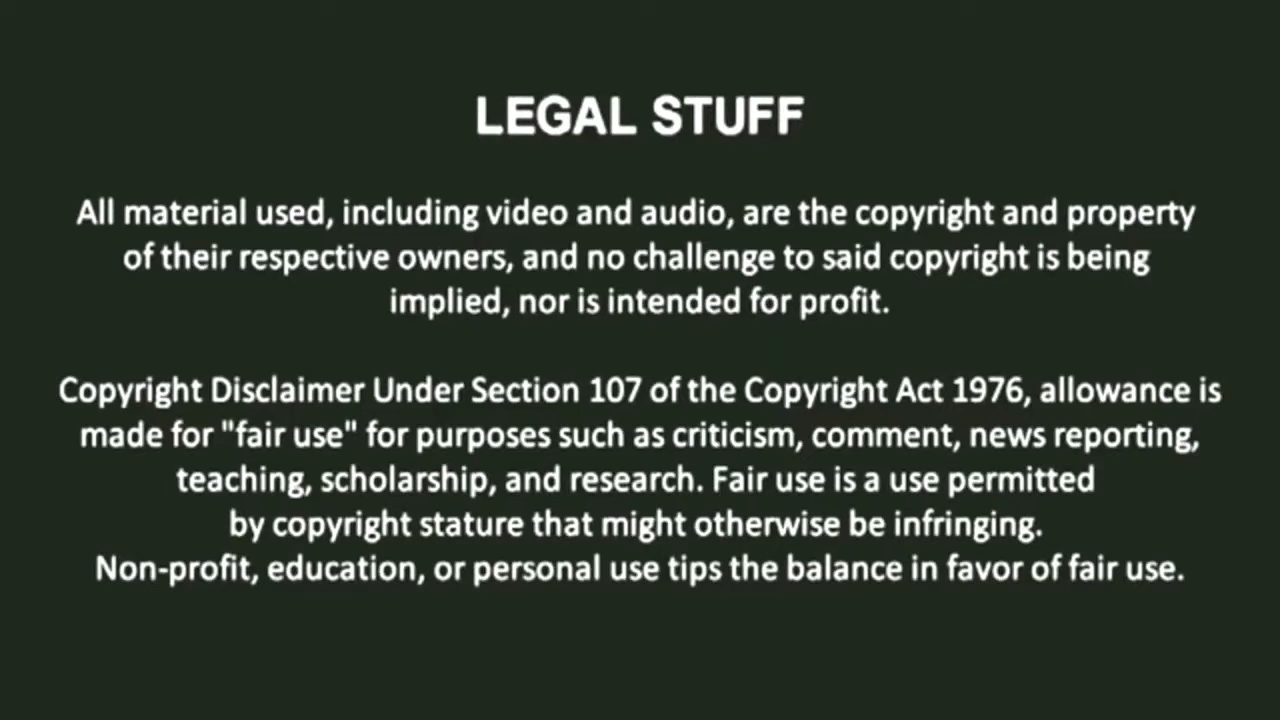 LEGAL STUFF
All material used, including video and audio, are the copyright and property
of their respective owners, and no challenge to said copyright is being
implied, nor is intended for profit.
Copyright Disclaimer Under Section 107 of the Copyright Act 1976, allowance is
made for "fair use" for purposes such as criticism, comment, news reporting,
teaching, scholarship, and research. Fair use is a use permitted
by copyright stature that might otherwise be infringing.
Non-profit, education, or personal use tips the balance in favor of fair use.